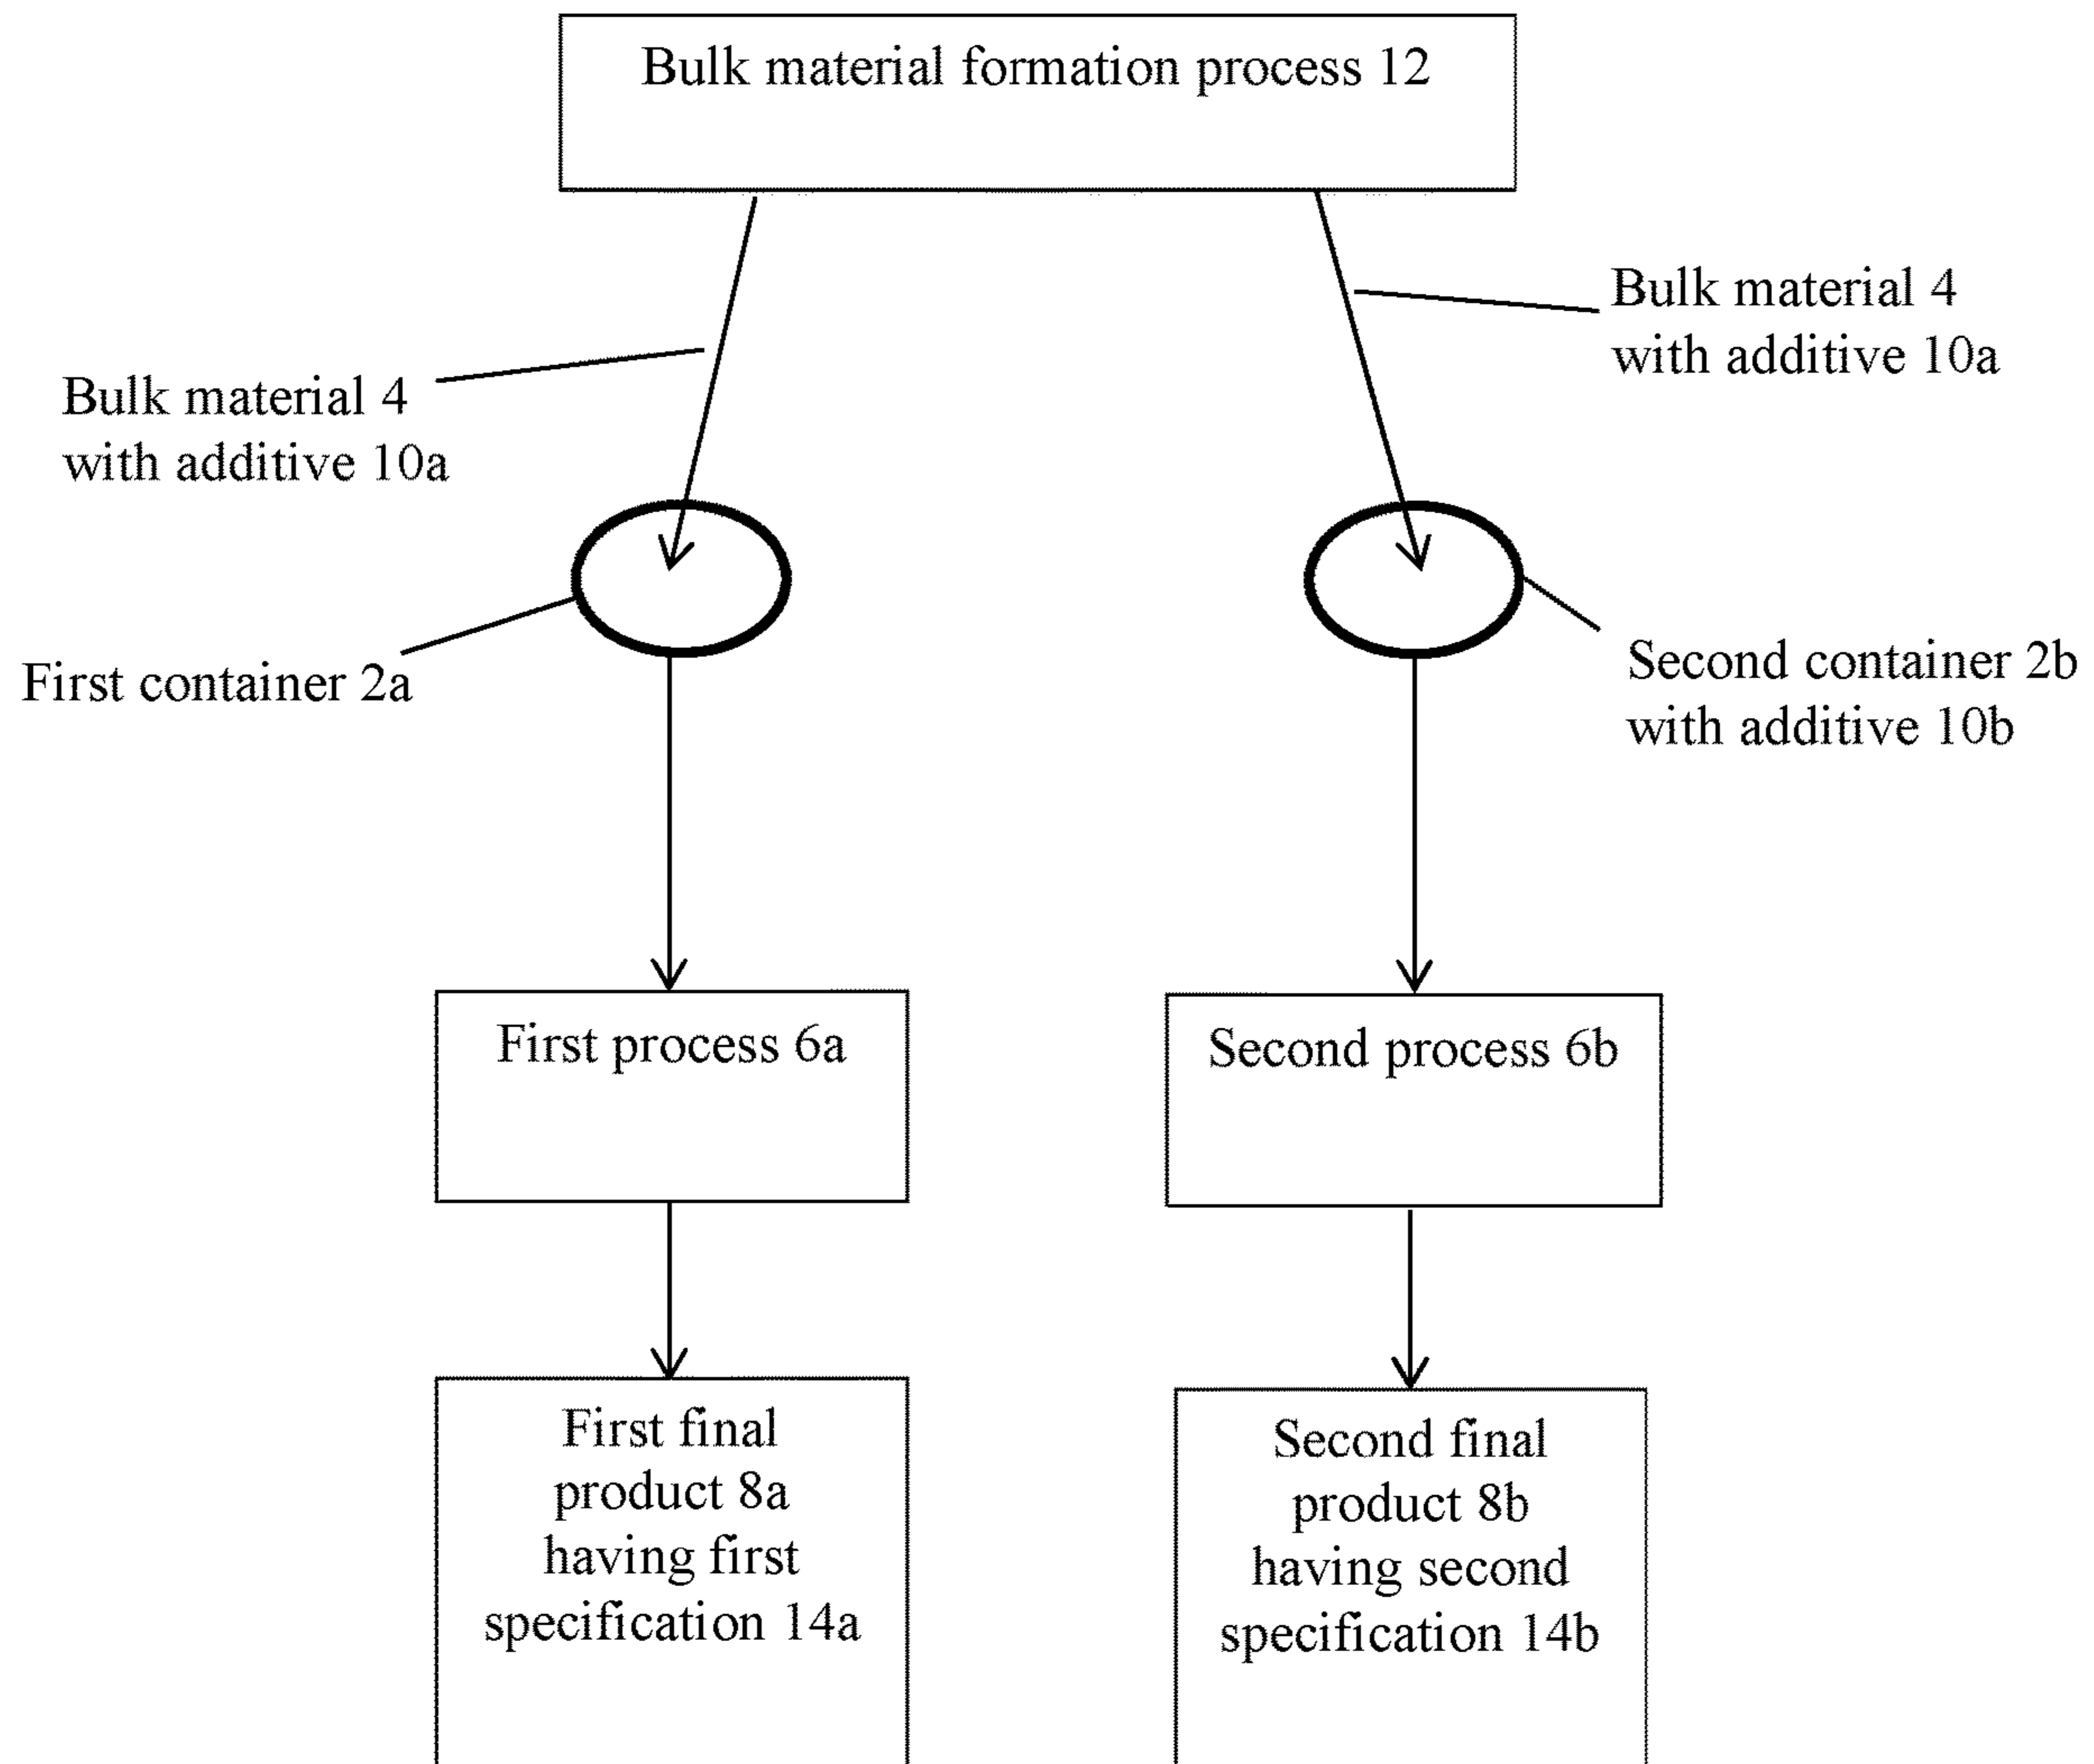 Bulk material formation process 12
Bulk material 4
with additive 10a
Bulk material 4
with additive 10a
First container 2a
Second container 2b
with additive 10b
First process 6a
Second process 6b
First final
product 8a
having first
specification 14a
Second final
product 8b
having second
specification 14b